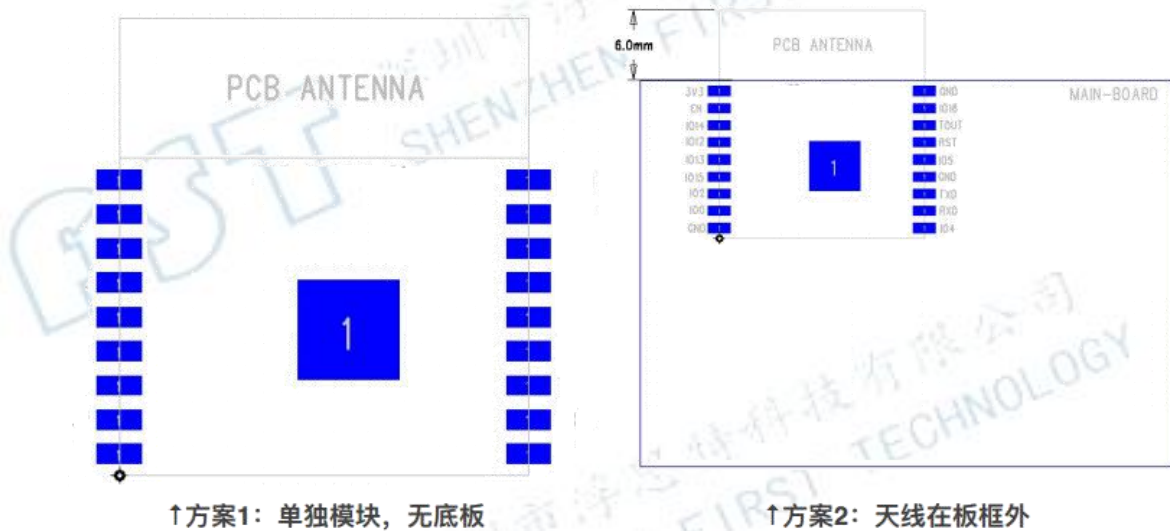 PCB ANTENNA
1
↑方案1：单独模块，无底板
6.0mm
PCB ANTENNA
MAIN-BOARD
3V3
EN
IO14
IO12
IO13
IO15
IO2
IO0
GND
1
GND
IO16
TOUT
RST
IO5
GND
TXD
RXD
IO4
↑方案2：天线在板框外
SHENZHEN FIRST
FIRST TECHNOLOGY